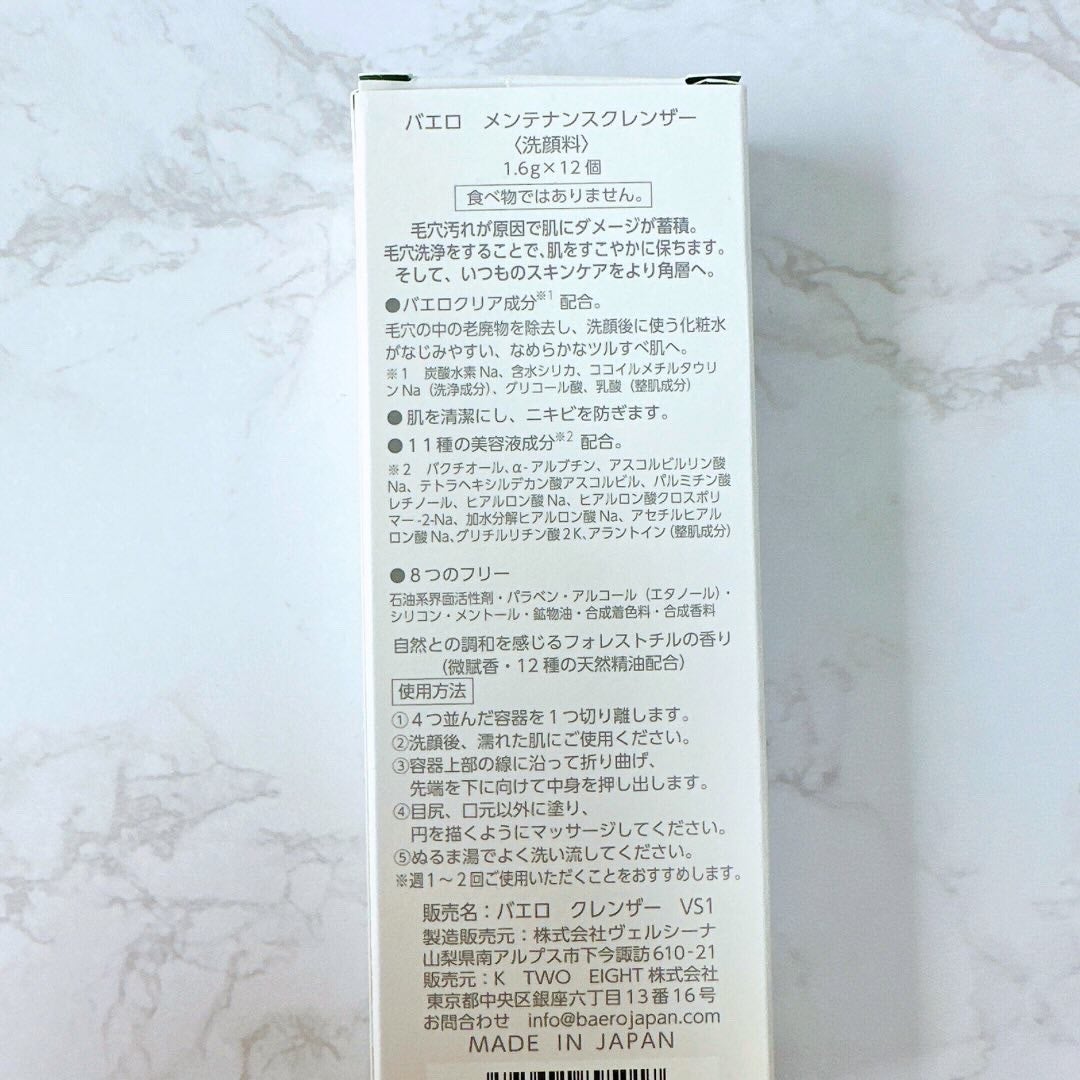 バエロ　メンテナンスクレンザー
〈洗顔料〉
1.6g×12個
食べ物ではありません。
毛穴汚れが原因で肌にダメージが蓄積。
毛穴洗浄をすることで、肌をすこやかに保ちます。
そして、いつものスキンケアをより角層へ。
●バエロクリア成分※1 配合。
毛穴の中の老廃物を除去し、洗顔後に使う化粧水
がなじみやすい、なめらかなツルすべ肌へ。
※1　炭酸水素Na、含水シリカ、ココイルメチルタウリ
ンNa（洗浄成分）、グリコール酸、乳酸（整肌成分）
●肌を清潔にし、ニキビを防ぎます。
●11種の美容液成分※2 配合。
※2　バクチオール、α-アルブチン、アスコルビルリン酸
Na、テトラヘキシルデカン酸アスコルビル、パルミチン酸
レチノール、ヒアルロン酸Na、ヒアルロン酸クロスポリ
マー-2-Na、加水分解ヒアルロン酸Na、アセチルヒアル
ロン酸Na、グリチルリチン酸2K、アラントイン（整肌成分）
●8つのフリー
石油系界面活性剤・パラベン・アルコール（エタノール）・
シリコン・メントール・鉱物油・合成着色料・合成香料
自然との調和を感じるフォレストチルの香り
（微賦香・12種の天然精油配合）
使用方法
①4つ並んだ容器を1つ切り離します。
②洗顔後、濡れた肌にご使用ください。
③容器上部の線に沿って折り曲げ、
先端を下に向けて中身を押し出します。
④目尻、口元以外に塗り、
円を描くようにマッサージしてください。
⑤ぬるま湯でよく洗い流してください。
※週1～2回ご使用いただくことをおすすめします。
販売名：バエロ　クレンザー　VS1
製造販売元：株式会社ヴェルシーナ
山梨県南アルプス市下今諏訪610-21
販売元：K　TWO　EIGHT株式会社
東京都中央区銀座六丁目13番16号
お問合わせ　info@baerojapan.com
MADE IN JAPAN